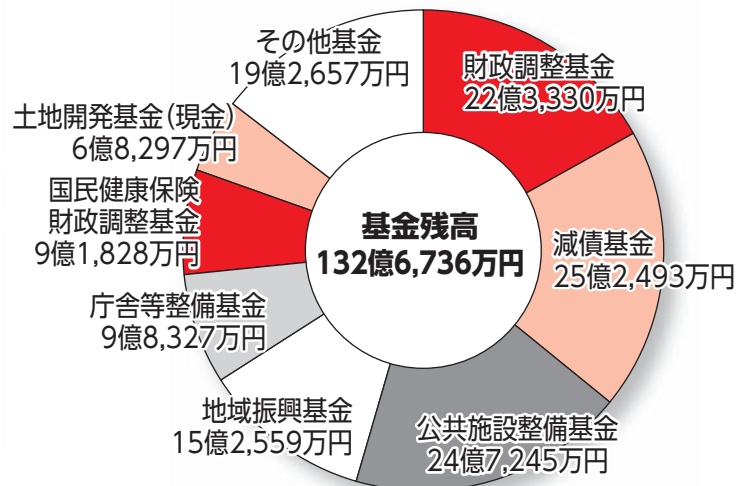 基金残高
132億6,736万円
財政調整基金
22億3,330万円
減債基金
25億2,493万円
公共施設整備基金
24億7,245万円
地域振興基金
15億2,559万円
庁舎等整備基金
9億8,327万円
国民健康保険
財政調整基金
9億1,828万円
土地開発基金(現金)
6億8,297万円
その他基金
19億2,657万円